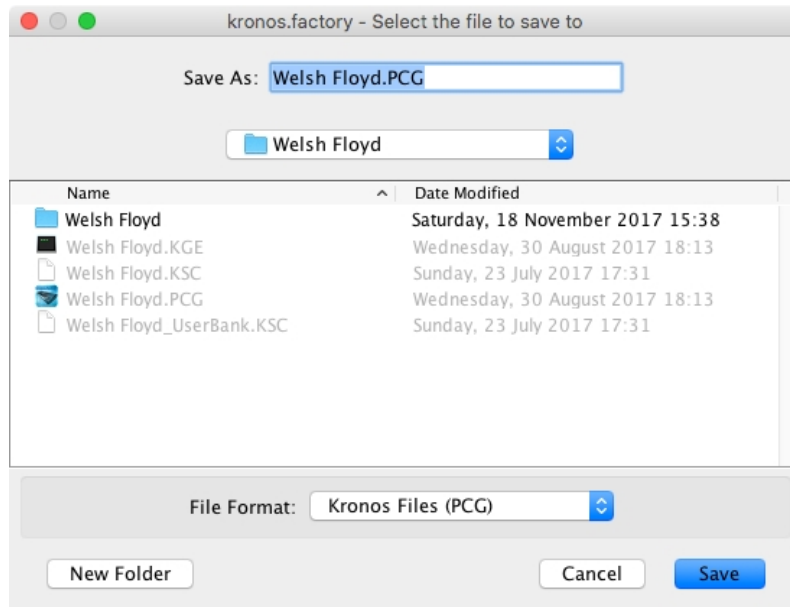 kronos.factory - Select the file to save to
Save As: Welsh Floyd.PCG
Welsh Floyd
Name Date Modified
Welsh Floyd Saturday, 18 November 2017 15:38
Welsh Floyd.KGE Wednesday, 30 August 2017 18:13
Welsh Floyd.KSC Sunday, 23 July 2017 17:31
Welsh Floyd.PCG Wednesday, 30 August 2017 18:13
Welsh Floyd_UserBank.KSC Sunday, 23 July 2017 17:31
File Format: Kronos Files (PCG)
New Folder Cancel Save